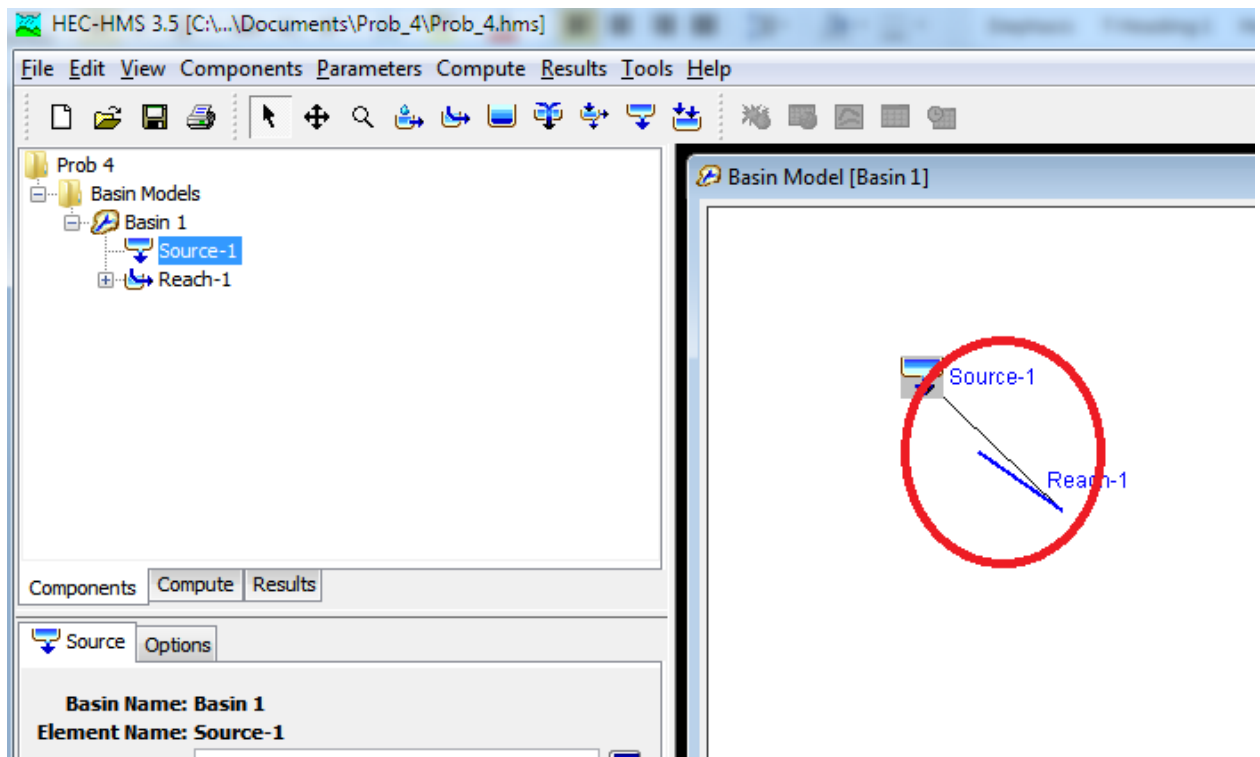 HEC-HMS 3.5 [C:\...\Documents\Prob_4\Prob_4.hms]
File Edit View Components Parameters Compute Results Tools Help
Prob 4
Basin Models
Basin 1
Source-1
Reach-1
Basin Model [Basin 1]
Source-1
Reach-1
Components Compute Results
Source Options
Basin Name: Basin 1
Element Name: Source-1